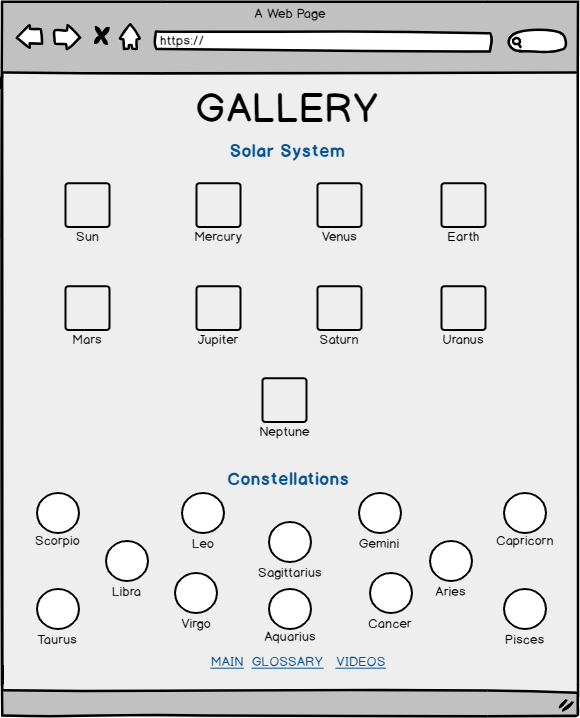 A Web Page
https://
GALLERY
Solar System
Sun Mercury Venus Earth
Mars Jupiter Saturn Uranus
Neptune
Constellations
Scorpio Leo Gemini Capricorn
Libra Sagittarius Aries
Taurus Virgo Aquarius Cancer Pisces
MAIN GLOSSARY VIDEOS